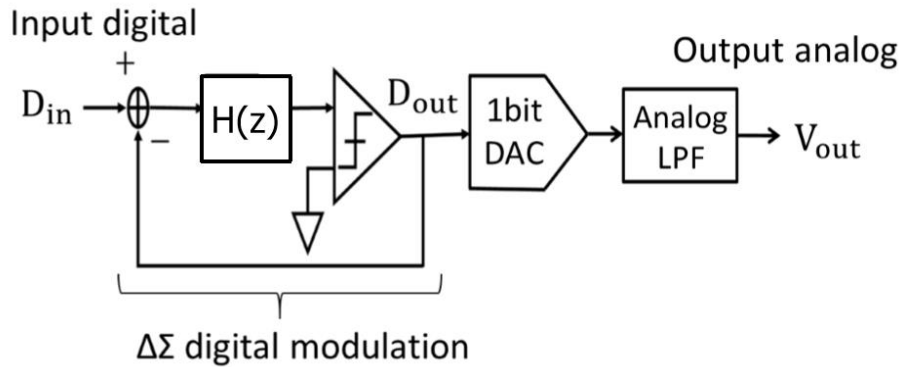 Input digital
Output analog
+
Din
−
H(z)
Dout
1bit
DAC
Analog
LPF
Vout
ΔΣ digital modulation